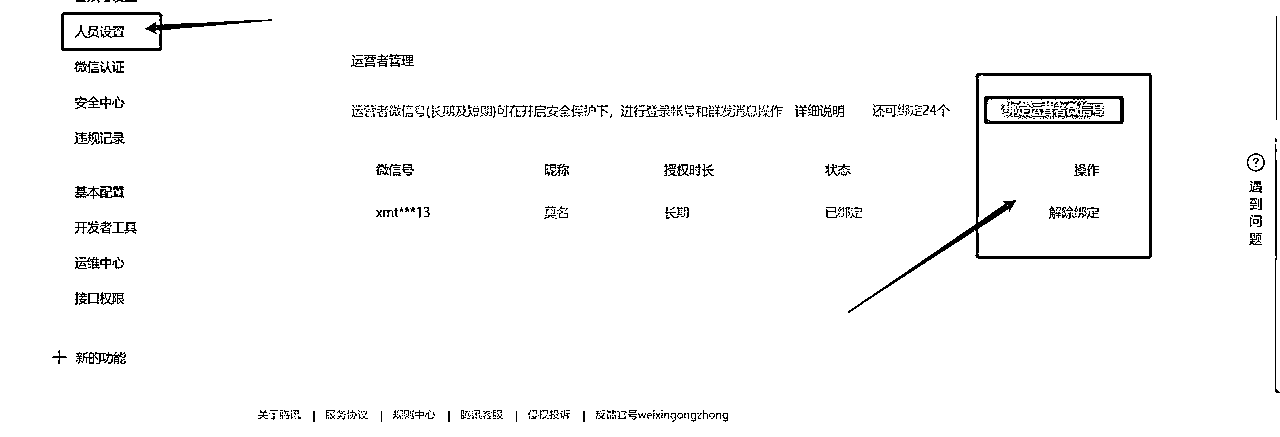 人员设置
微信认证
安全中心
违规记录
基本配置
开发者工具
运维中心
接口权限
新的功能
运营者管理
运营者微信号(长期及短期)可在开启安全保护下，进行登录帐号和群发消息操作 详细说明 还可绑定24个 绑定运营者微信号
微信号 昵称 授权时长 状态 操作
xmt***13 莫名 长期 已绑定 解除绑定
?
遇
到
问
题
关于腾讯 | 服务协议 | 规则中心 | 腾讯客服 | 侵权投诉 | 反馈官号weixingongzhong